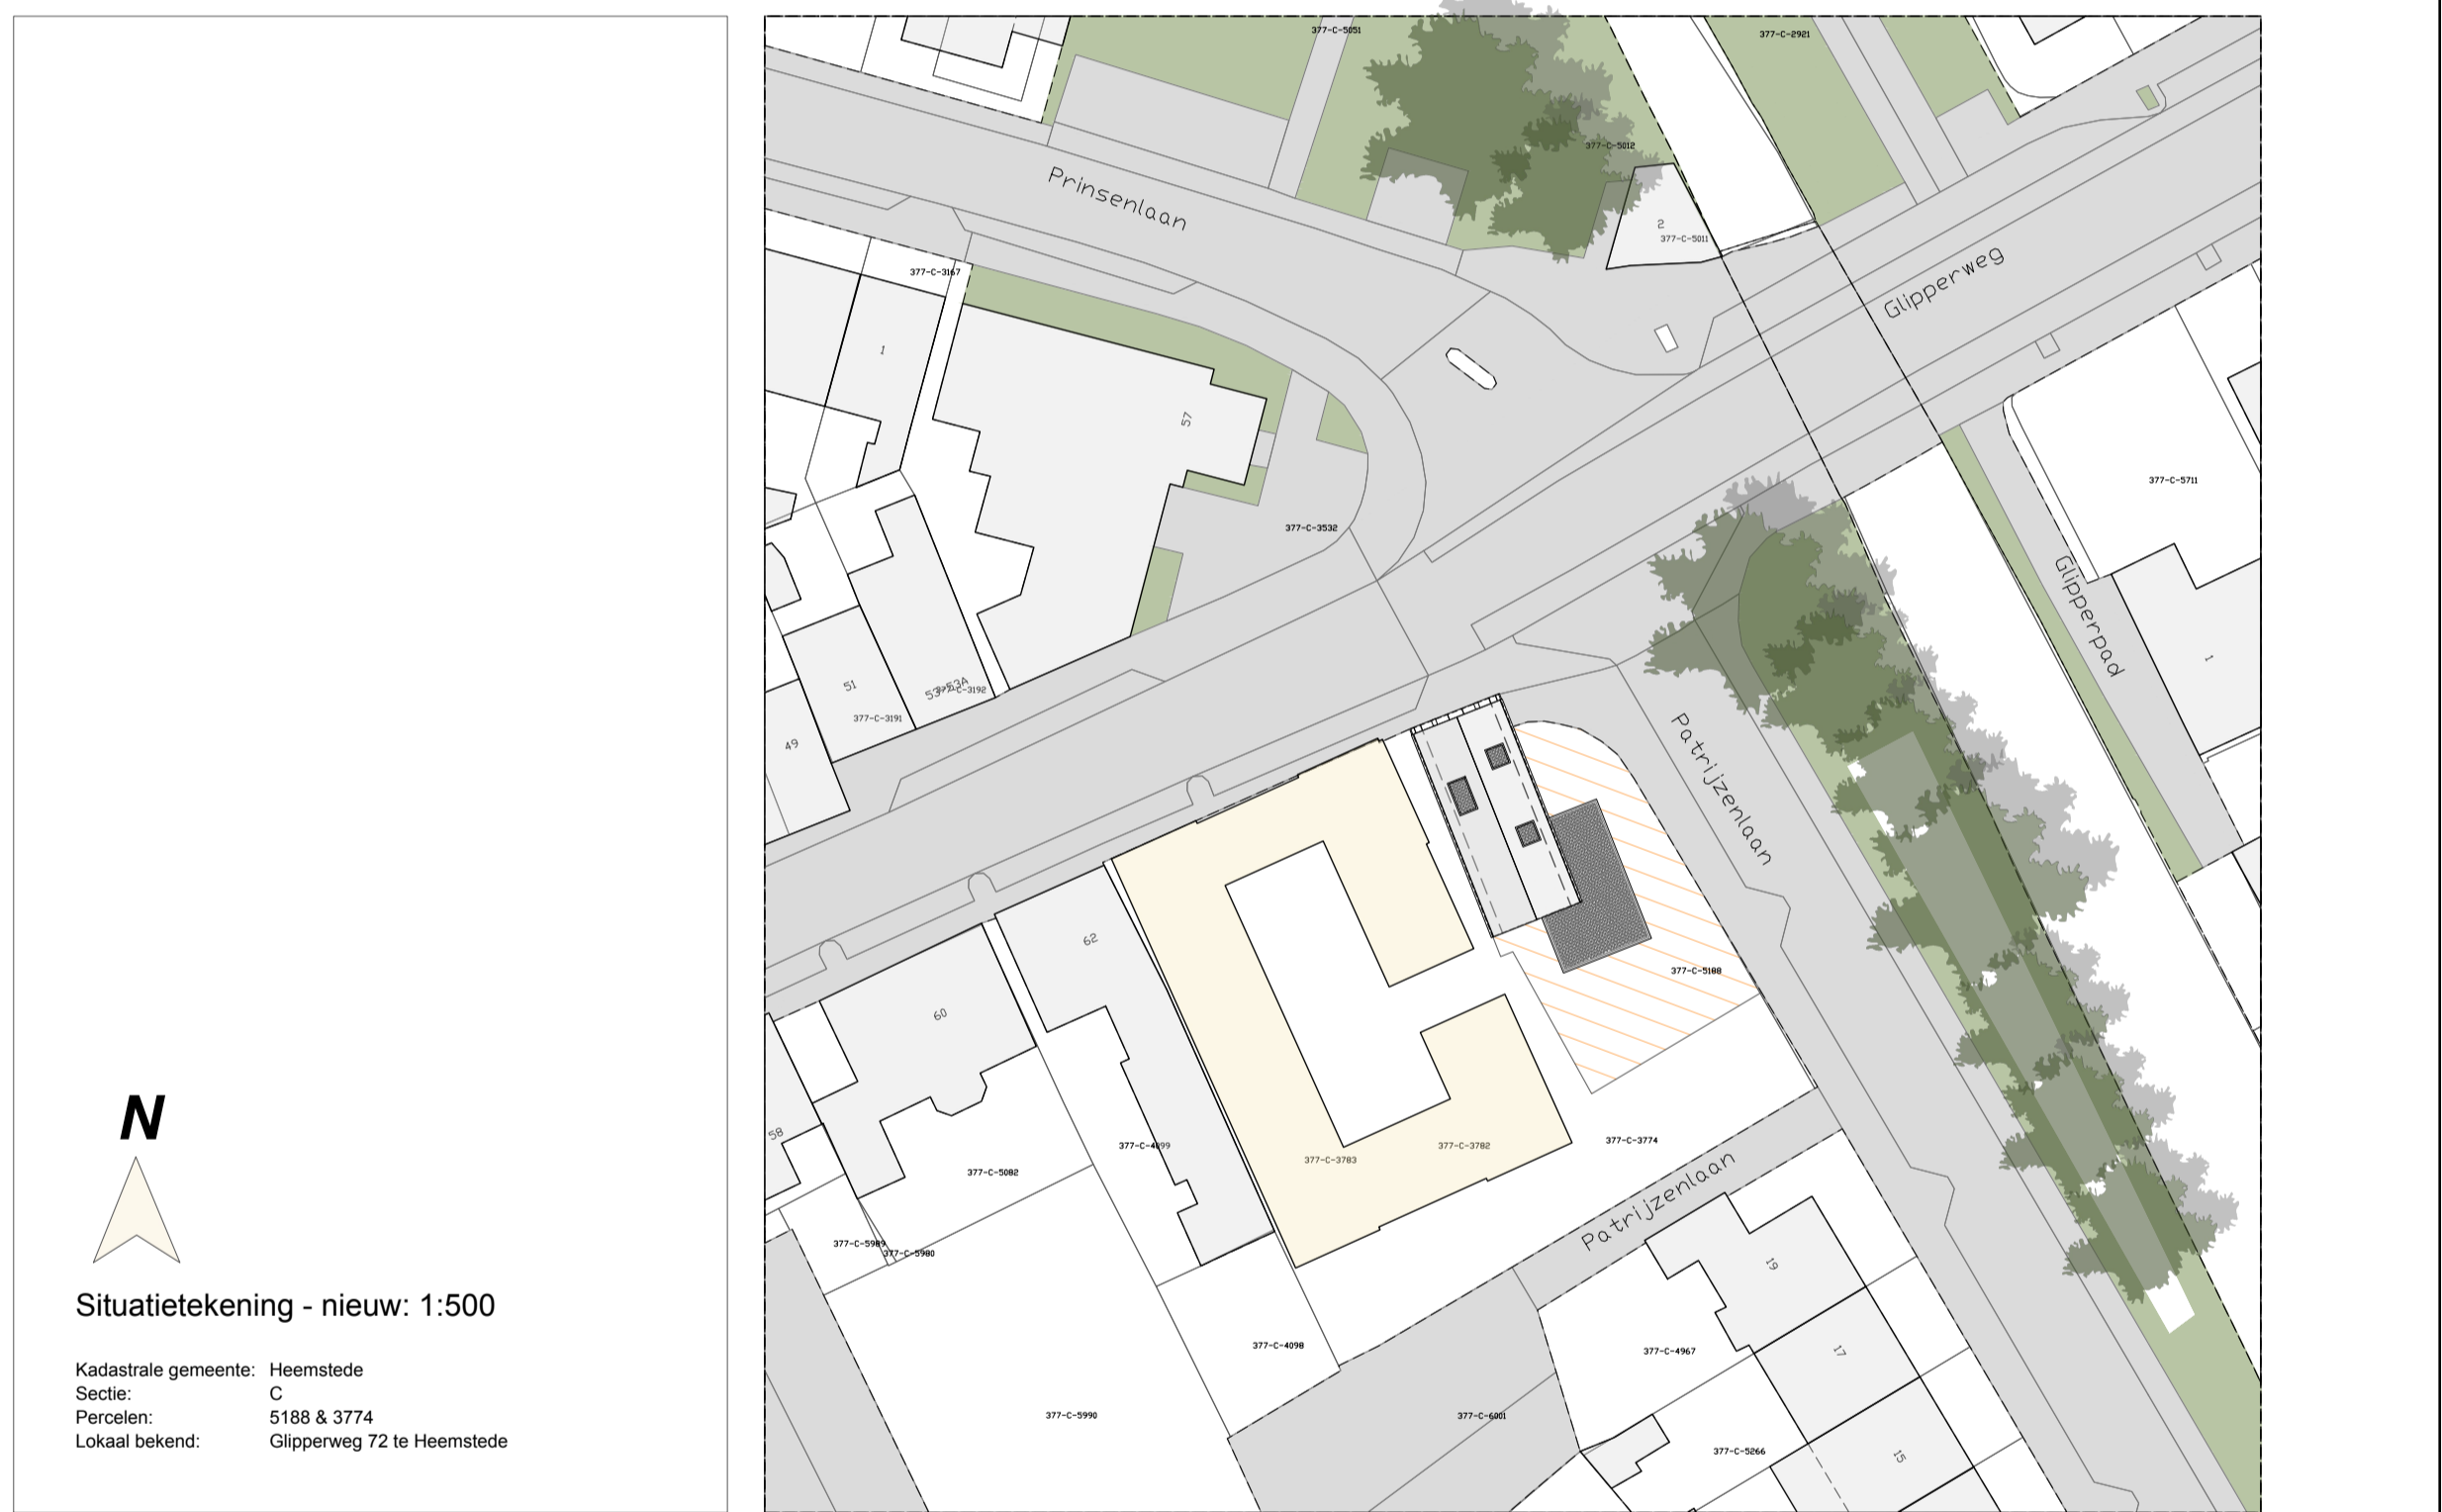 N
Situatietekening - nieuw: 1:500
Kadastrale gemeente: Heemstede
Sectie: C
Percelen: 5188 & 3774
Lokaal bekend: Glipperweg 72 te Heemstede
377-C-5051
377-C-2921
377-C-5012
Prinsenlaan
2
377-C-5011
377-C-3167
Glipperweg
1
57
377-C-5711
377-C-3532
Glipperpad
1
51
53-53A
377-C-3192
377-C-3191
49
Patrijzenlaan
62
377-C-5188
60
58
377-C-4099
377-C-3782
377-C-3774
377-C-3783
377-C-5082
Patrijzenlaan
377-C-5989
377-C-5980
19
377-C-4098
377-C-4967
17
377-C-5990
377-C-6001
377-C-5266
15